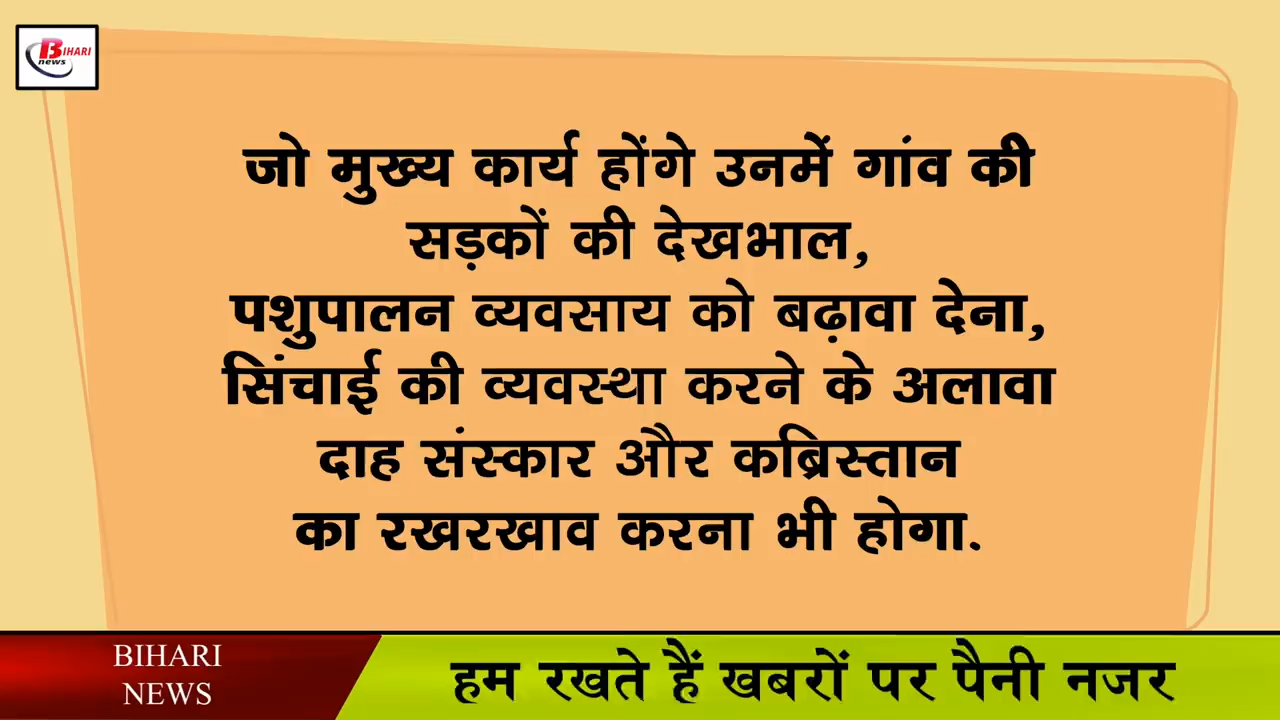 BIHARI
news
जो मुख्य कार्य होंगे उनमें गांव की
सड़कों की देखभाल,
पशुपालन व्यवसाय को बढ़ावा देना,
सिंचाई की व्यवस्था करने के अलावा
दाह संस्कार और कब्रिस्तान
का रखरखाव करना भी होगा.
BIHARI
NEWS
हम रखते हैं खबरों पर पैनी नजर